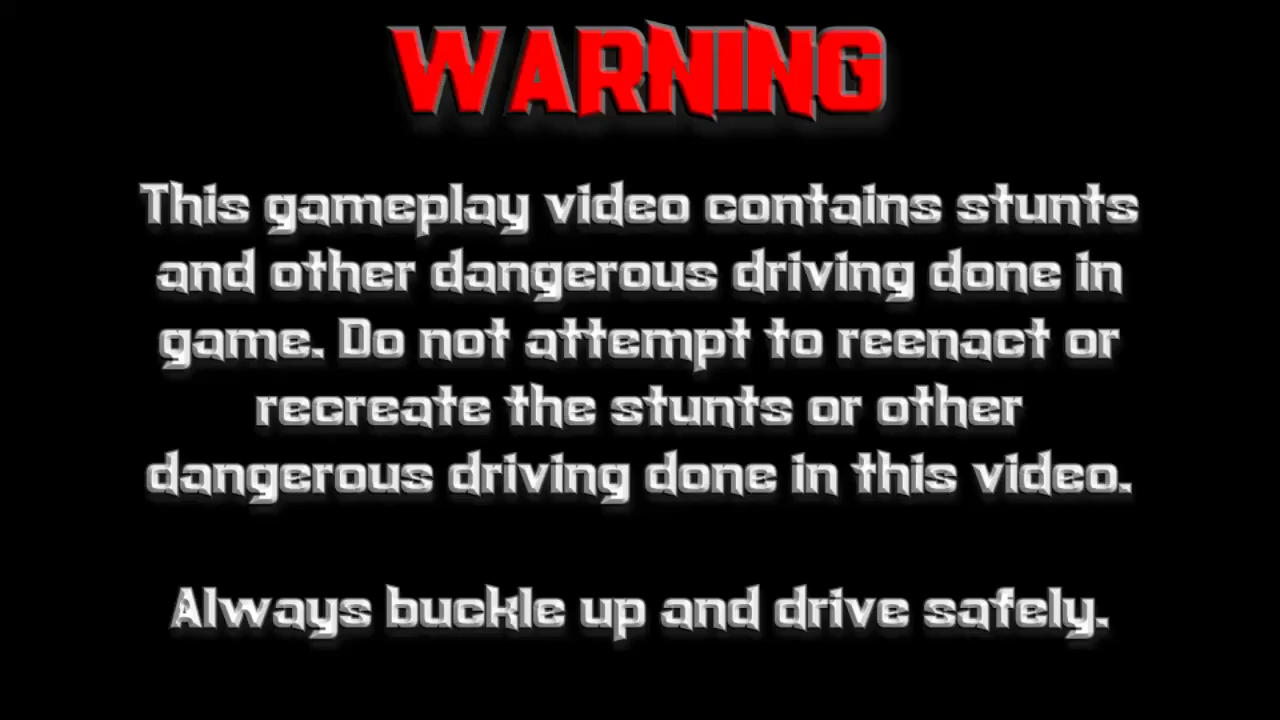 WARNING
This gameplay video contains stunts
and other dangerous driving done in
game. Do not attempt to reenact or
recreate the stunts or other
dangerous driving done in this video.
Always buckle up and drive safely.